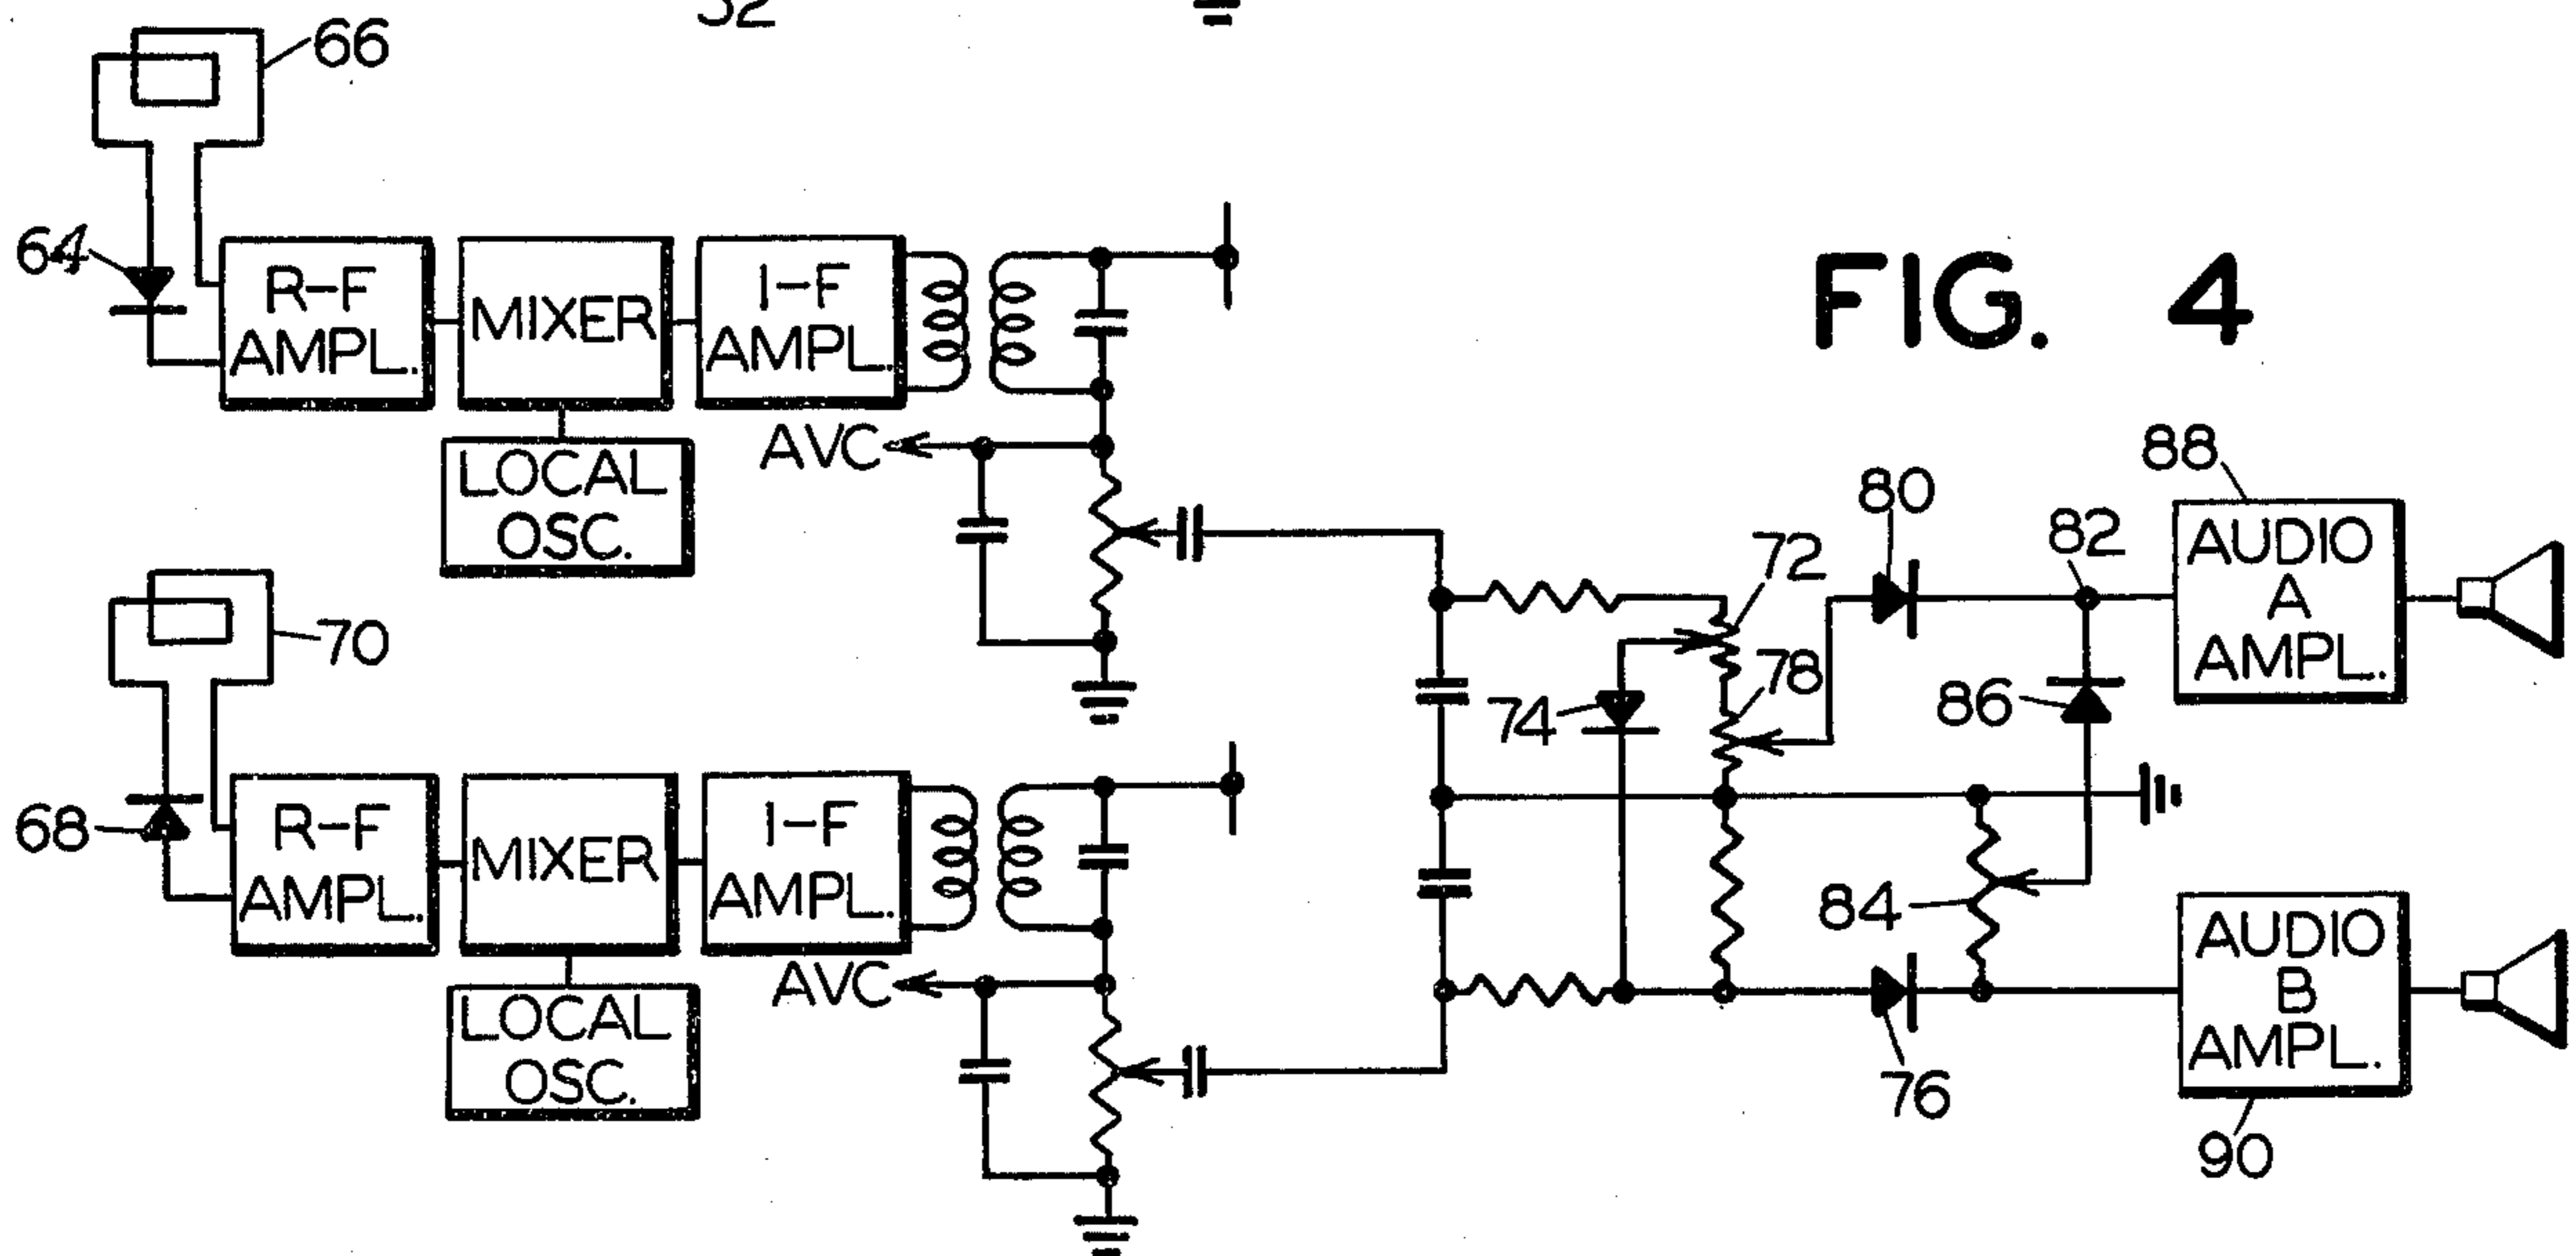 66
64
R-F
AMPL.
MIXER
I-F
AMPL.
LOCAL
OSC.
AVC
FIG. 4
70
68
R-F
AMPL.
MIXER
I-F
AMPL.
LOCAL
OSC.
AVC
72
74
78
80
82
88
AUDIO
A
AMPL.
86
84
76
AUDIO
B
AMPL.
90